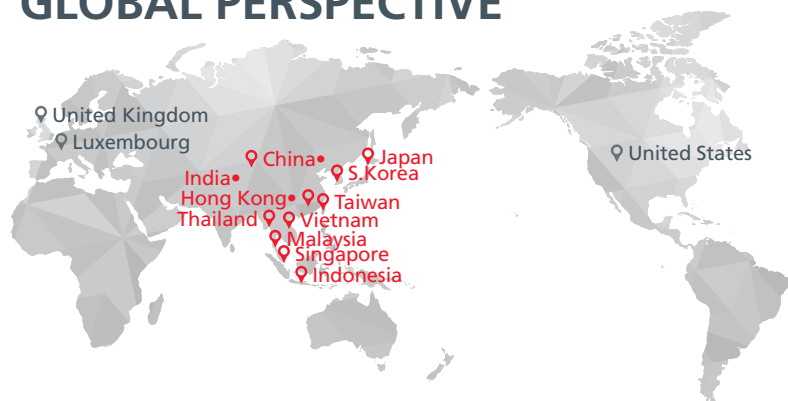 GLOBAL PERSPECTIVE
United Kingdom
Luxembourg
China
Japan
United States
India
S.Korea
Hong Kong
Taiwan
Thailand
Vietnam
Malaysia
Singapore
Indonesia